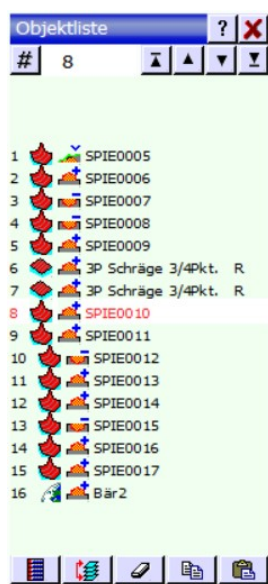 Objektliste ?
# 8
1 SPIE0005
2 SPIE0006
3 SPIE0007
4 SPIE0008
5 SPIE0009
6 3P Schräge 3/4Pkt. R
7 3P Schräge 3/4Pkt. R
8 SPIE0010
9 SPIE0011
10 SPIE0012
11 SPIE0013
12 SPIE0014
13 SPIE0015
14 SPIE0016
15 SPIE0017
16 Bär2